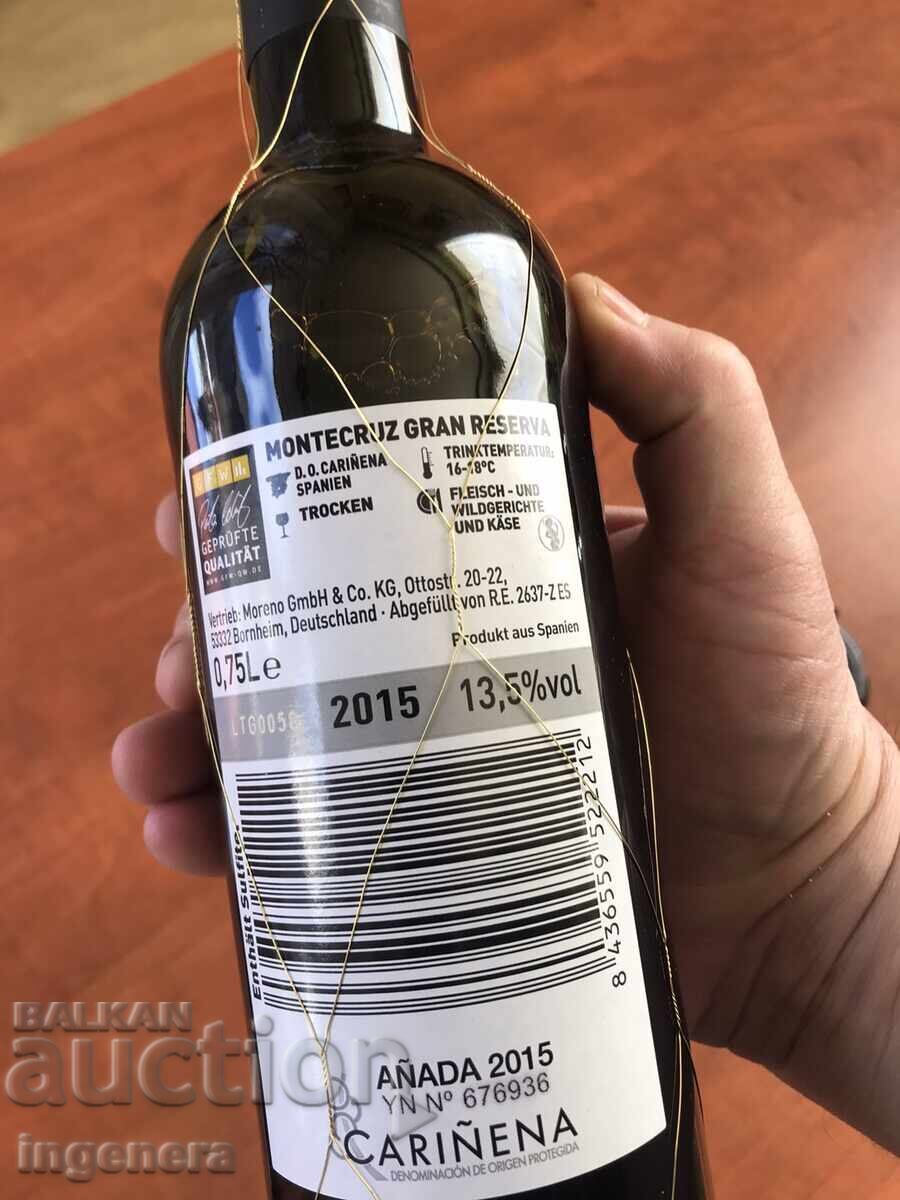 MONTECRUZ GRAN RESERVA
D.O. CARIÑENA
SPANIEN
TROCKEN
TRINKTEMPERATUR:
16-18°C
FLEISCH- UND
WILDGERICHTE
UND KÄSE
GEPRÜFTE
QUALITÄT
Vertrieb: Moreno GmbH & Co. KG, Ottostr. 20-22,
53332 Bornheim, Deutschland · Abgefüllt von R.E. 2637-Z ES
Produkt aus Spanien
0,75L e
2015 13,5%vol
Enthält Sulfite
8 436559 522212
AÑADA 2015
YN Nº 676936
CARIÑENA
DENOMINACIÓN DE ORIGEN PROTEGIDA
BALKAN
auction
ingenera